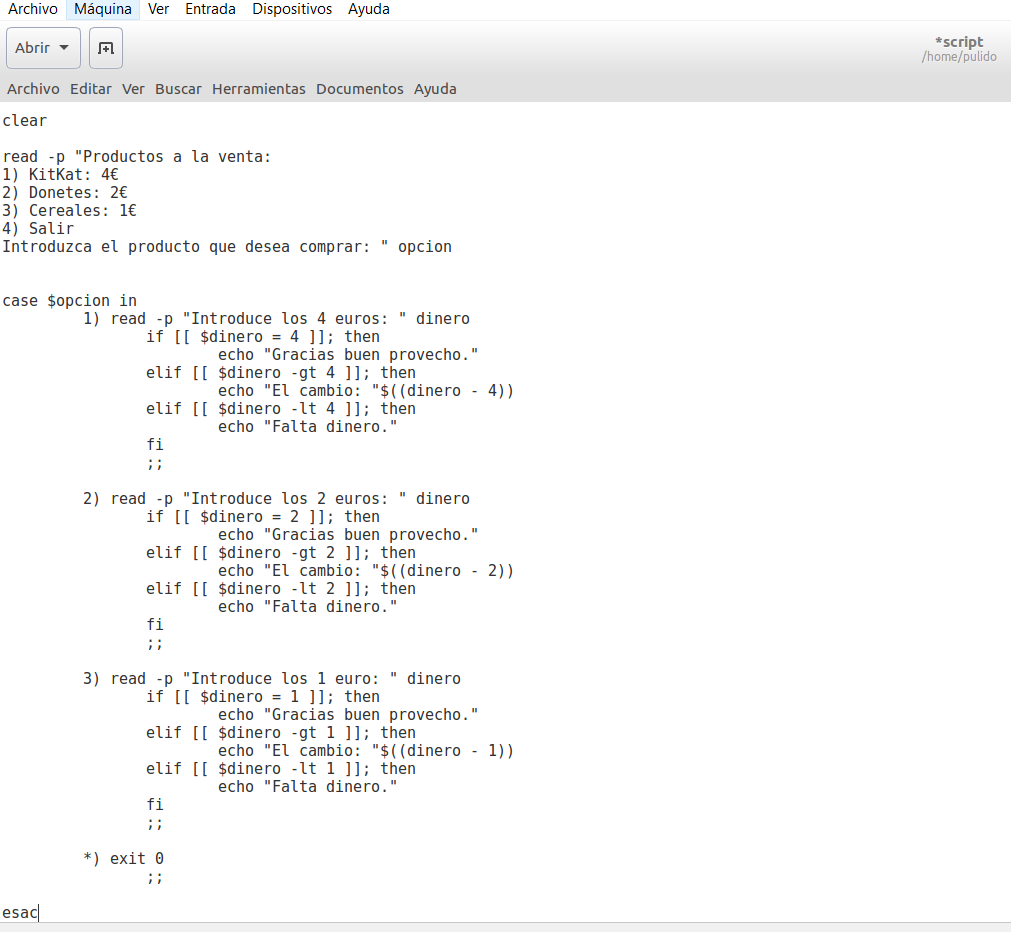 Archivo Máquina Ver Entrada Dispositivos Ayuda
Abrir
*script
/home/pulido
Archivo Editar Ver Buscar Herramientas Documentos Ayuda
clear
read -p "Productos a la venta:
1) KitKat: 4€
2) Donetes: 2€
3) Cereales: 1€
4) Salir
Introduzca el producto que desea comprar: " opcion
case $opcion in
1) read -p "Introduce los 4 euros: " dinero
if [[ $dinero = 4 ]]; then
echo "Gracias buen provecho."
elif [[ $dinero -gt 4 ]]; then
echo "El cambio: "$((dinero - 4))
elif [[ $dinero -lt 4 ]]; then
echo "Falta dinero."
fi
;;
2) read -p "Introduce los 2 euros: " dinero
if [[ $dinero = 2 ]]; then
echo "Gracias buen provecho."
elif [[ $dinero -gt 2 ]]; then
echo "El cambio: "$((dinero - 2))
elif [[ $dinero -lt 2 ]]; then
echo "Falta dinero."
fi
;;
3) read -p "Introduce los 1 euro: " dinero
if [[ $dinero = 1 ]]; then
echo "Gracias buen provecho."
elif [[ $dinero -gt 1 ]]; then
echo "El cambio: "$((dinero - 1))
elif [[ $dinero -lt 1 ]]; then
echo "Falta dinero."
fi
;;
*) exit 0
;;
esac